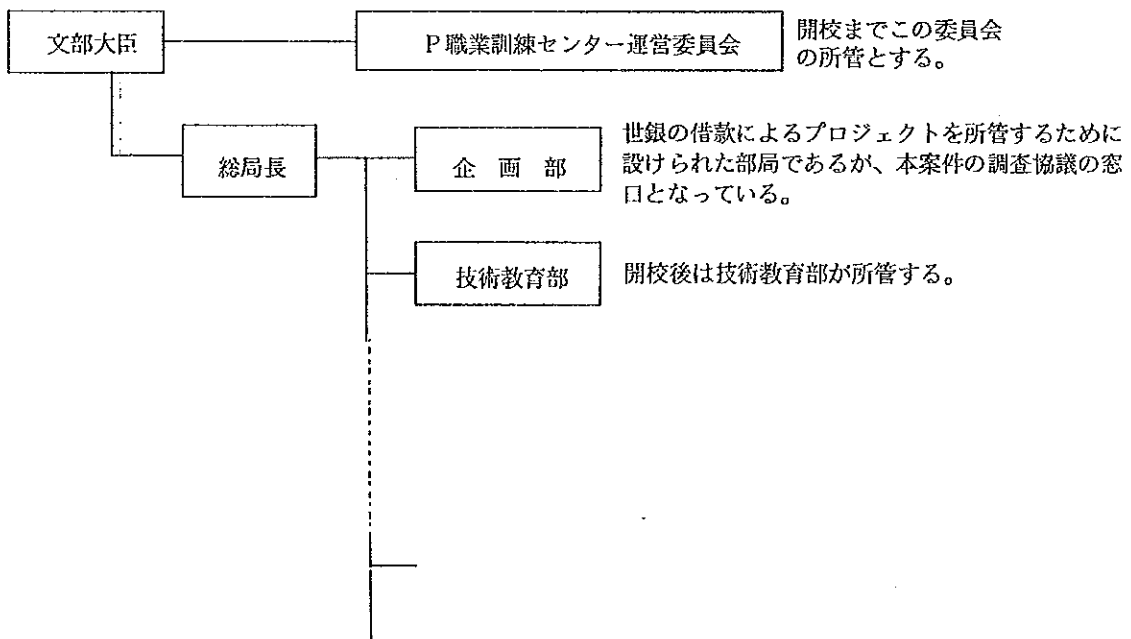 文部大臣
P職業訓練センター運営委員会
開校までこの委員会
の所管とする。
総局長
企画部
世銀の借款によるプロジェクトを所管するために
設けられた部局であるが、本案件の調査協議の窓
口となっている。
技術教育部
開校後は技術教育部が所管する。